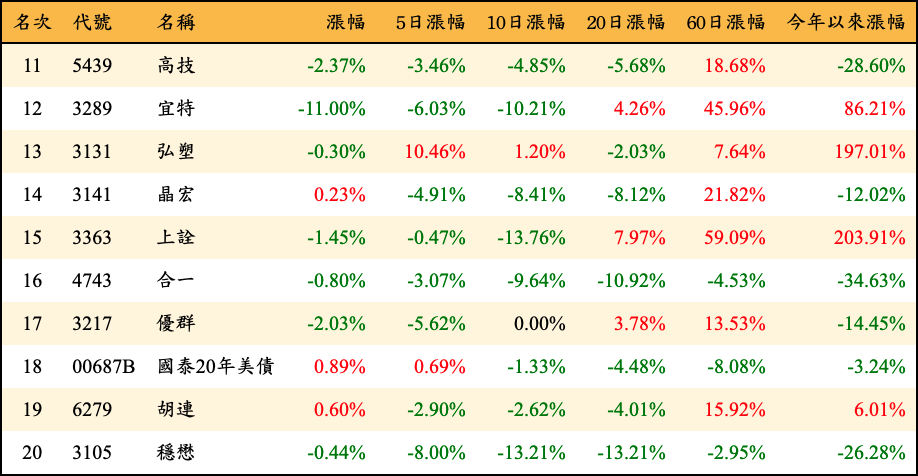 名次 代號 名稱 漲幅 5日漲幅 10日漲幅 20日漲幅 60日漲幅 今年以來漲幅
11 5439 高技 -2.37% -3.46% -4.85% -5.68% 18.68% -28.60%
12 3289 宜特 -11.00% -6.03% -10.21% 4.26% 45.96% 86.21%
13 3131 弘塑 -0.30% 10.46% 1.20% -2.03% 7.64% 197.01%
14 3141 晶宏 0.23% -4.91% -8.41% -8.12% 21.82% -12.02%
15 3363 上詮 -1.45% -0.47% -13.76% 7.97% 59.09% 203.91%
16 4743 合一 -0.80% -3.07% -9.64% -10.92% -4.53% -34.63%
17 3217 優群 -2.03% -5.62% 0.00% 3.78% 13.53% -14.45%
18 00687B 國泰20年美債 0.89% 0.69% -1.33% -4.48% -8.08% -3.24%
19 6279 胡連 0.60% -2.90% -2.62% -4.01% 15.92% 6.01%
20 3105 穩懋 -0.44% -8.00% -13.21% -13.21% -2.95% -26.28%